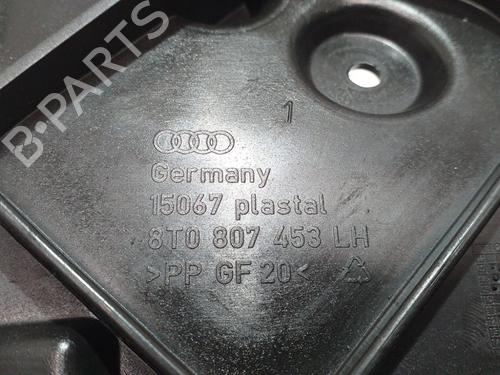 B-PARTS
1
Germany
15067 plastal
8T0 807 453 LH
>PP GF 20<